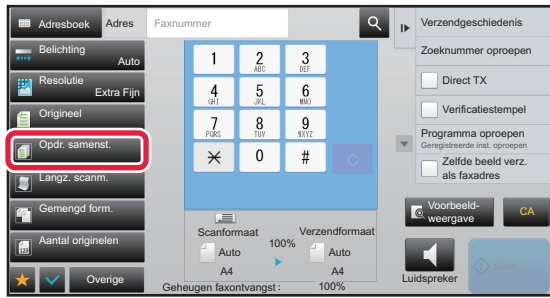 Adresboek
Adres
Faxnummer
Verzendgeschiedenis
Belichting
Auto
Zoeknummer oproepen
Resolutie
Extra Fijn
Direct TX
Origineel
Verificatiestempel
Opdr. samenst.
Programma oproepen
Geregistreerde inst. oproepen
Langz. scanm.
Zelfde beeld verz.
als faxadres
Gemengd form.
Aantal originelen
Overige
1
2
ABC
3
DEF
4
GHI
5
JKL
6
MNO
7
PQRS
8
TUV
9
WXYZ
0
#
C
Scanformaat
100%
Verzendformaat
Auto
A4
Auto
A4
Geheugen faxontvangst :
100%
Voorbeeld-
weergave
CA
Luidspreker
Start